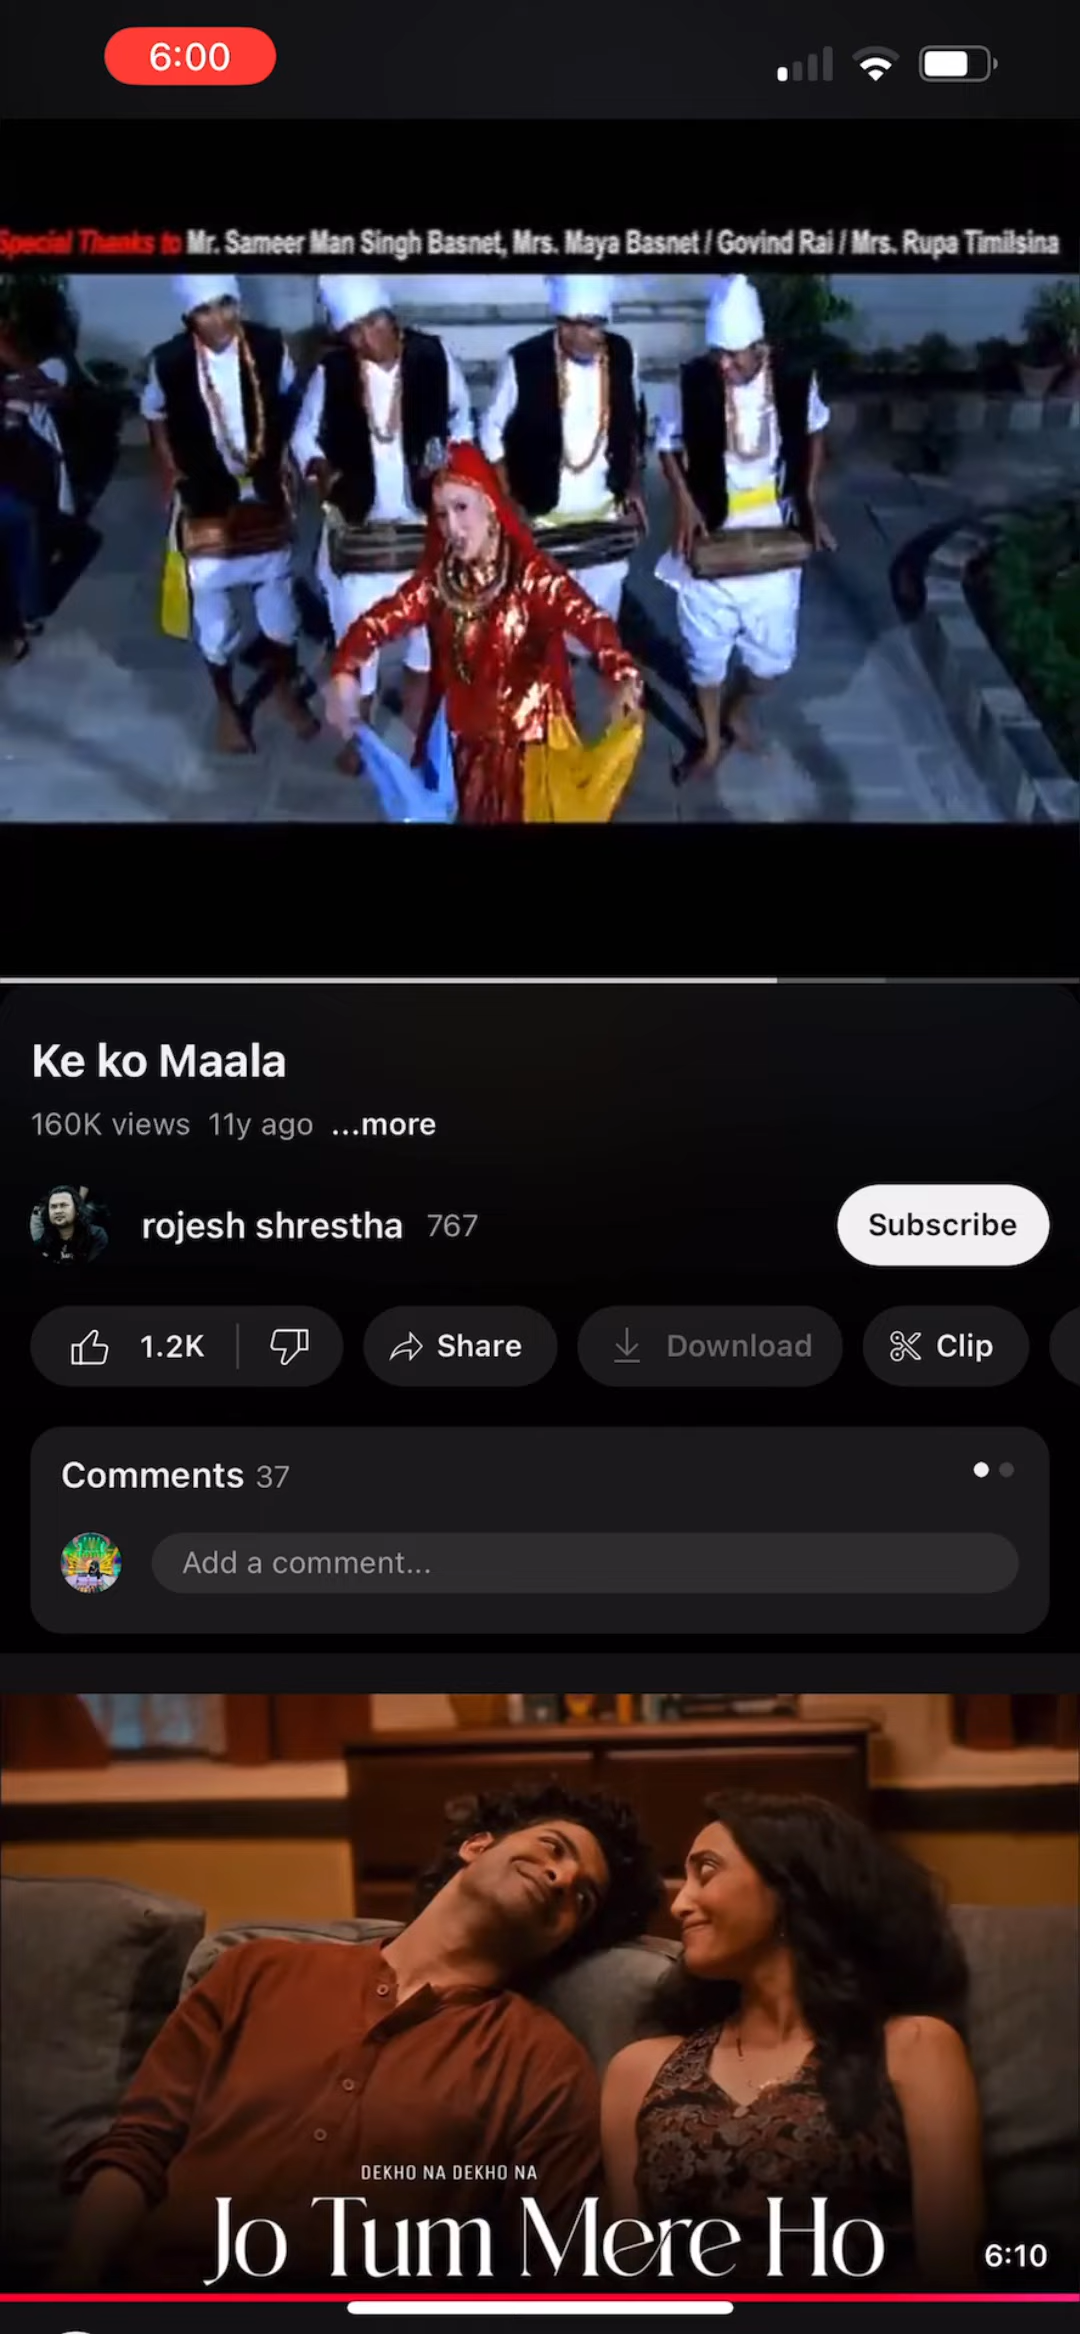 6:00
Special Thanks to Mr. Sameer Man Singh Basnet, Mrs. Maya Basnet / Govind Rai / Mrs. Rupa Timilsina
Ke ko Maala
160K views 11y ago ...more
rojesh shrestha 767
Subscribe
1.2K
Share
Download
Clip
Comments 37
Add a comment...
DEKHO NA DEKHO NA
Jo Tum Mere Ho
6:10